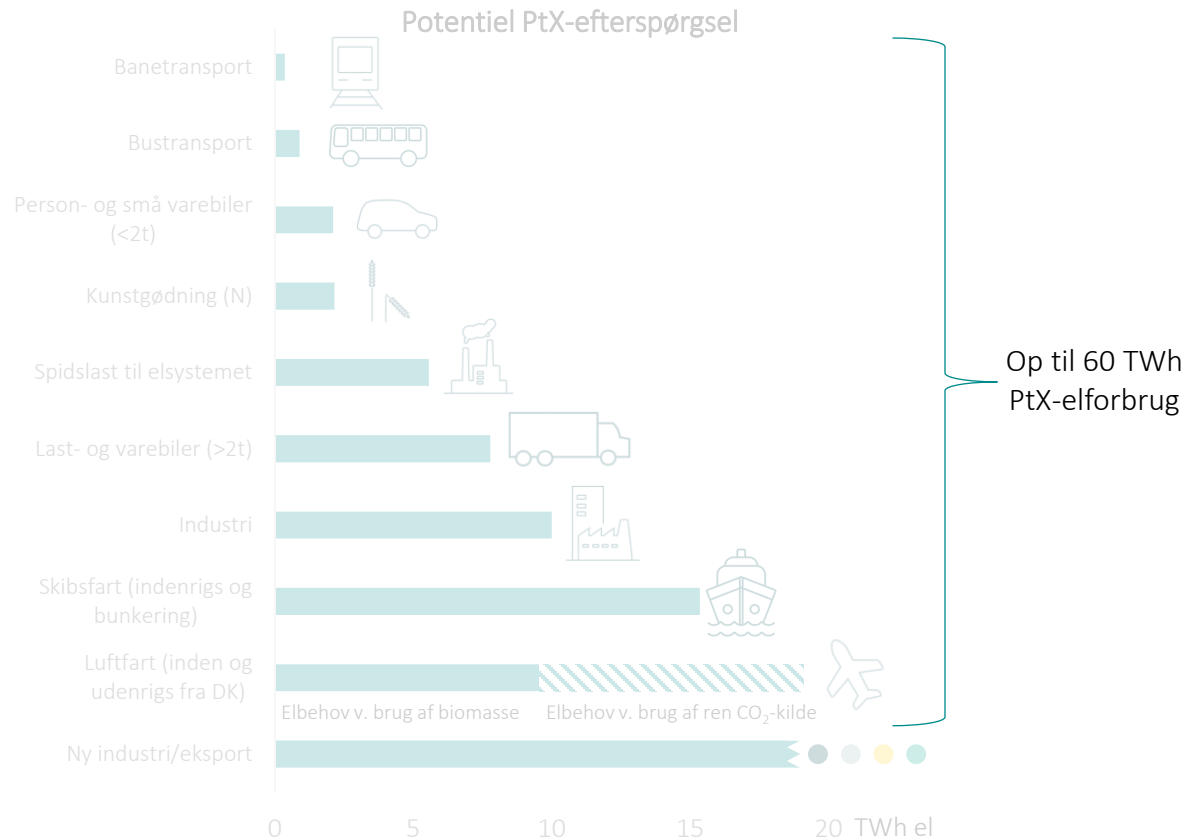 Potentiel PtX-efterspørgsel
Banetransport
Bustransport
Person- og små varebiler
(<2t)
Kunstgødning (N)
Spidslast til elsystemet
Last- og varebiler (>2t)
Industri
Skibsfart (indenrigs og
bunkering)
Luftfart (inden og
udenrigs fra DK)
Elbehov v. brug af biomasse
Elbehov v. brug af ren CO₂-kilde
Ny industri/eksport
0 5 10 15 20 TWh el
Op til 60 TWh
PtX-elforbrug